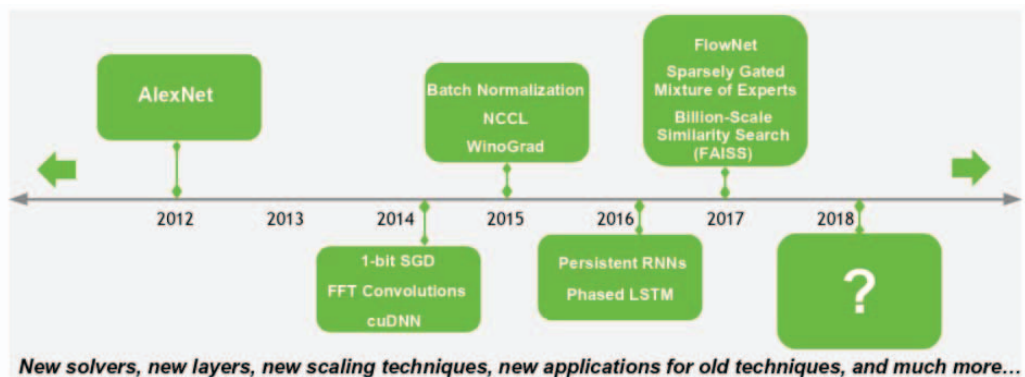 AlexNet
Batch Normalization
NCCL
WinoGrad
FlowNet
Sparsely Gated
Mixture of Experts
Billion-Scale
Similarity Search
(FAISS)
2012
2013
2014
2015
2016
2017
2018
1-bit SGD
FFT Convolutions
cuDNN
Persistent RNNs
Phased LSTM
?
New solvers, new layers, new scaling techniques, new applications for old techniques, and much more…